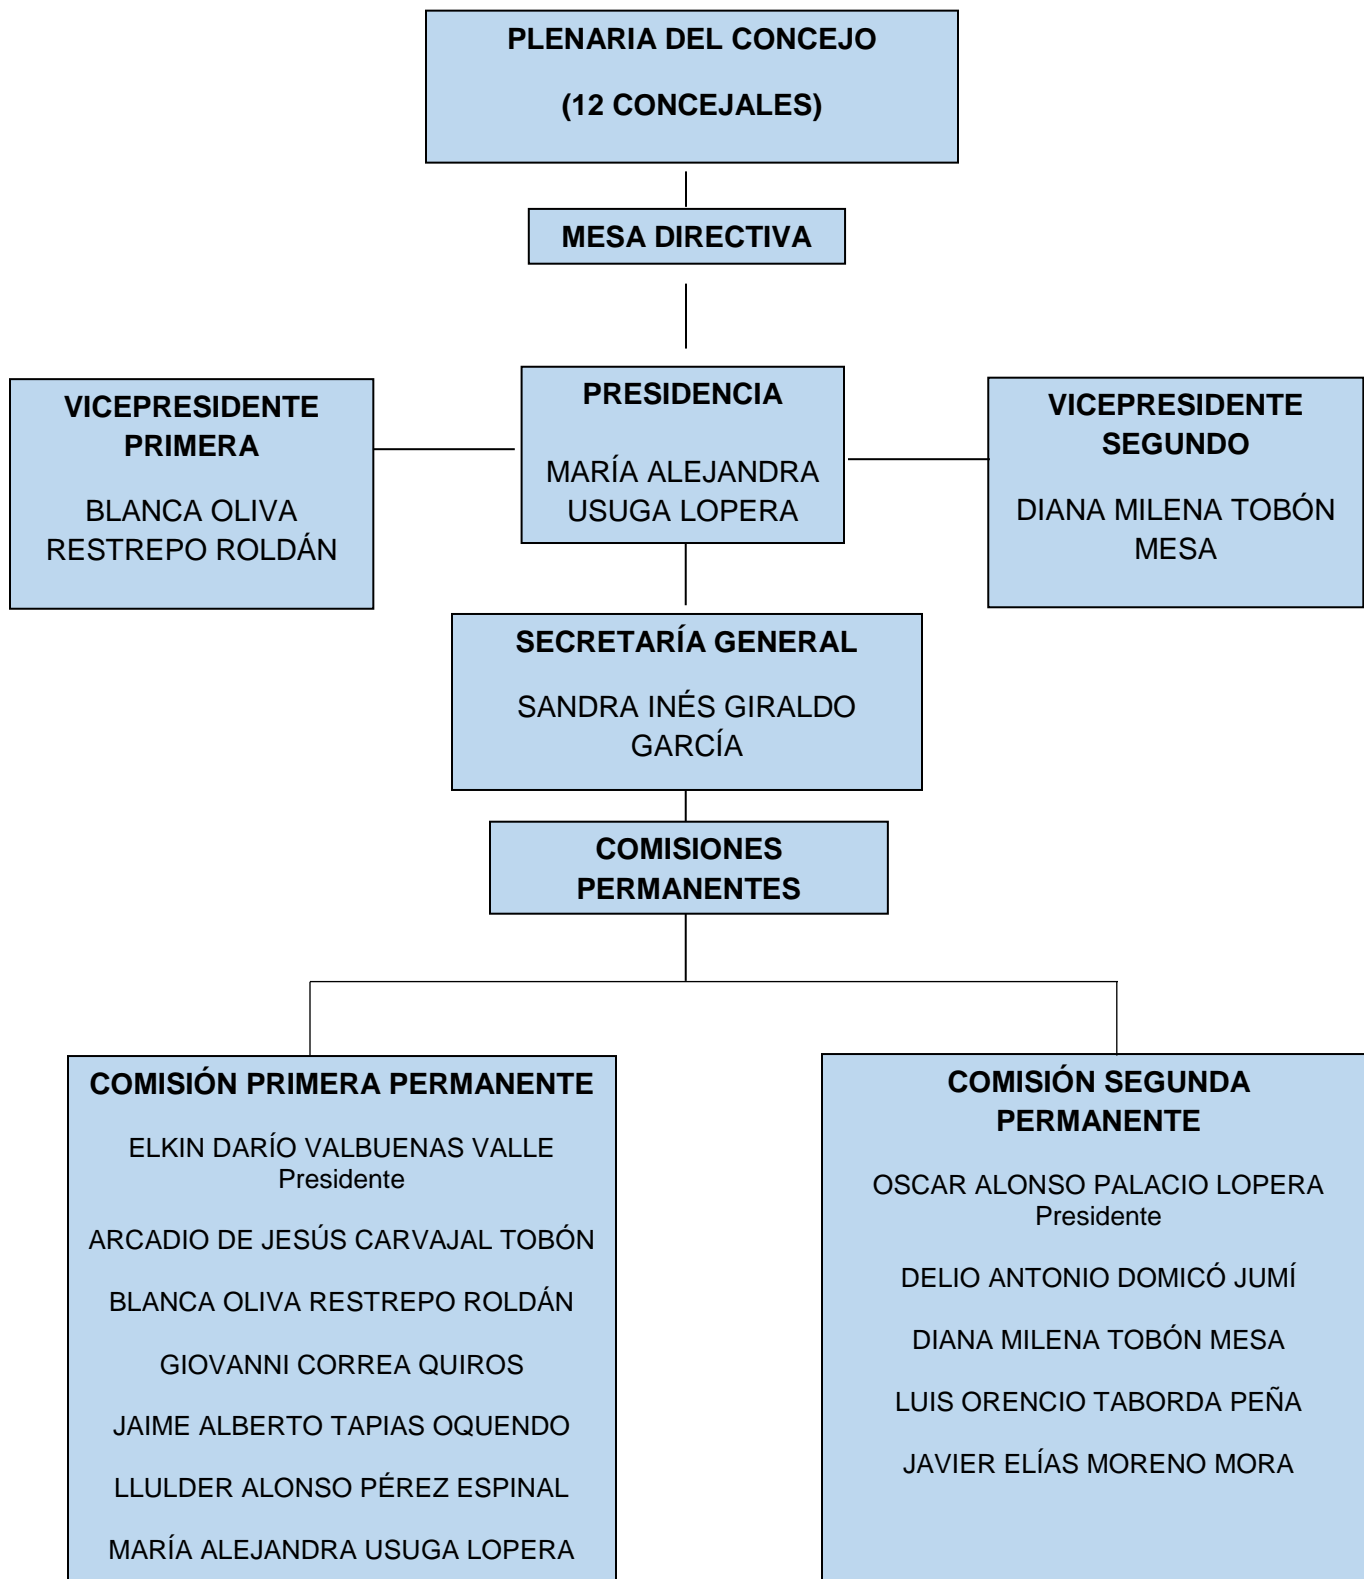 PLENARIA DEL CONCEJO
(12 CONCEJALES)
MESA DIRECTIVA
VICEPRESIDENTE
PRIMERA
BLANCA OLIVA
RESTREPO ROLDÁN
PRESIDENCIA
MARÍA ALEJANDRA
USUGA LOPERA
VICEPRESIDENTE
SEGUNDO
DIANA MILENA TOBÓN
MESA
SECRETARÍA GENERAL
SANDRA INÉS GIRALDO
GARCÍA
COMISIONES
PERMANENTES
COMISIÓN PRIMERA PERMANENTE
ELKIN DARÍO VALBUENAS VALLE
Presidente
ARCADIO DE JESÚS CARVAJAL TOBÓN
BLANCA OLIVA RESTREPO ROLDÁN
GIOVANNI CORREA QUIROS
JAIME ALBERTO TAPIAS OQUENDO
LLULDER ALONSO PÉREZ ESPINAL
MARÍA ALEJANDRA USUGA LOPERA
COMISIÓN SEGUNDA
PERMANENTE
OSCAR ALONSO PALACIO LOPERA
Presidente
DELIO ANTONIO DOMICÓ JUMÍ
DIANA MILENA TOBÓN MESA
LUIS ORENCIO TABORDA PEÑA
JAVIER ELÍAS MORENO MORA